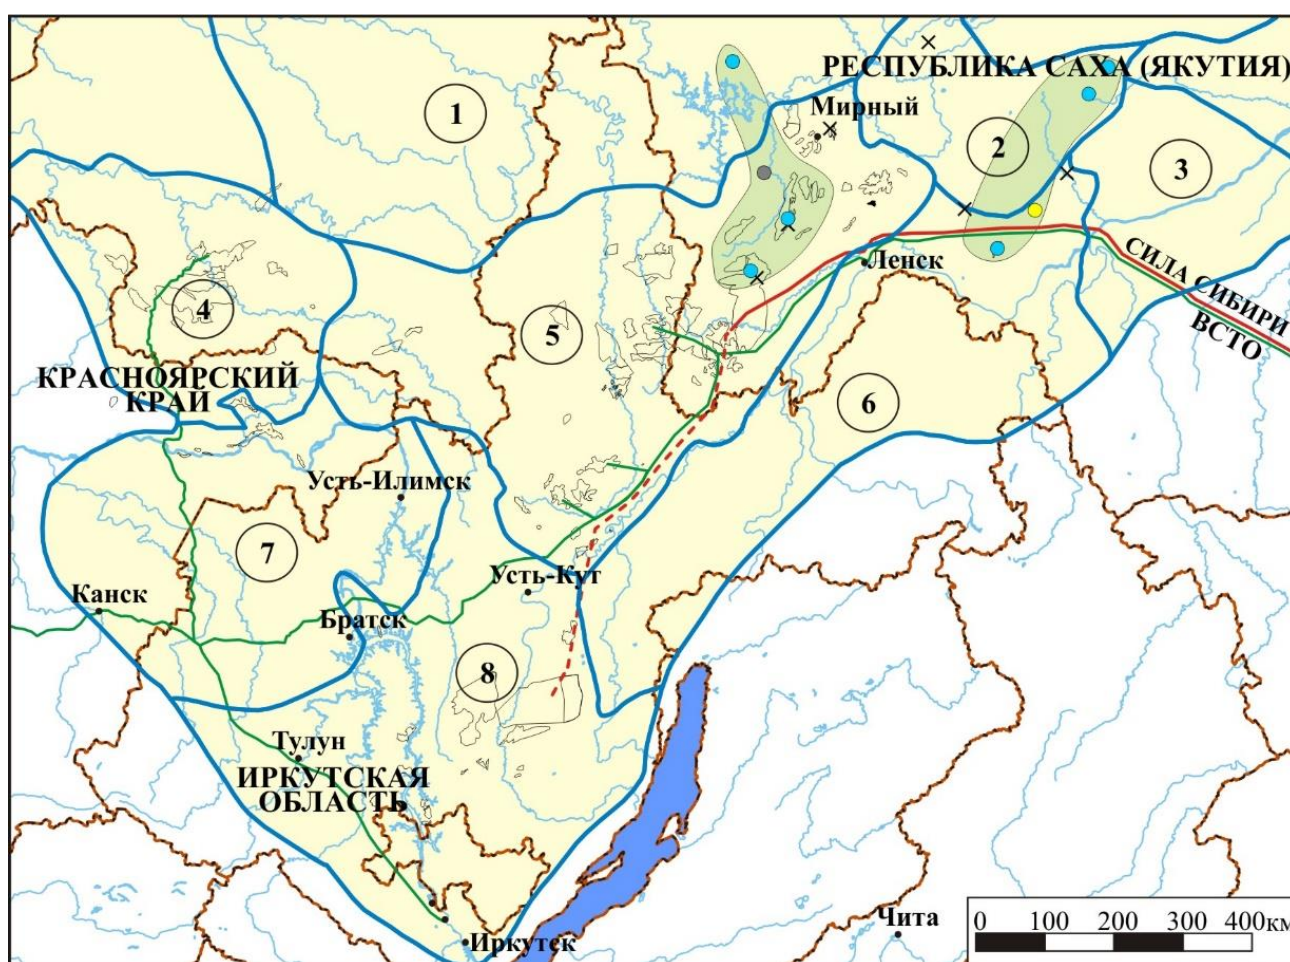 РЕСПУБЛИКА САХА (ЯКУТИЯ)
Мирный
1
2
3
Ленск
СИЛА СИБИРИ
ВСТО
4
5
КРАСНОЯРСКИЙ
КРАЙ
6
Усть-Илимск
7
Усть-Кут
Канск
Братск
8
Тулун
ИРКУТСКАЯ
ОБЛАСТЬ
Чита
Иркутск
0 100 200 300 400км